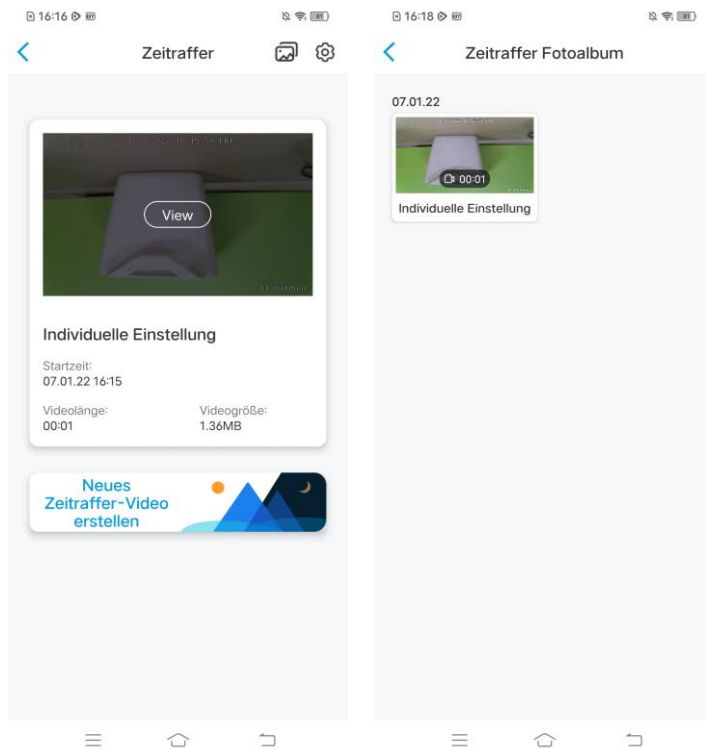 16:16
Zeitraffer
View
Individuelle Einstellung
Startzeit:
07.01.22 16:15
Videolänge:
00:01
Videogröße:
1.36MB
Neues
Zeitraffer-Video
erstellen
16:18
Zeitraffer Fotoalbum
07.01.22
00:01
Individuelle Einstellung